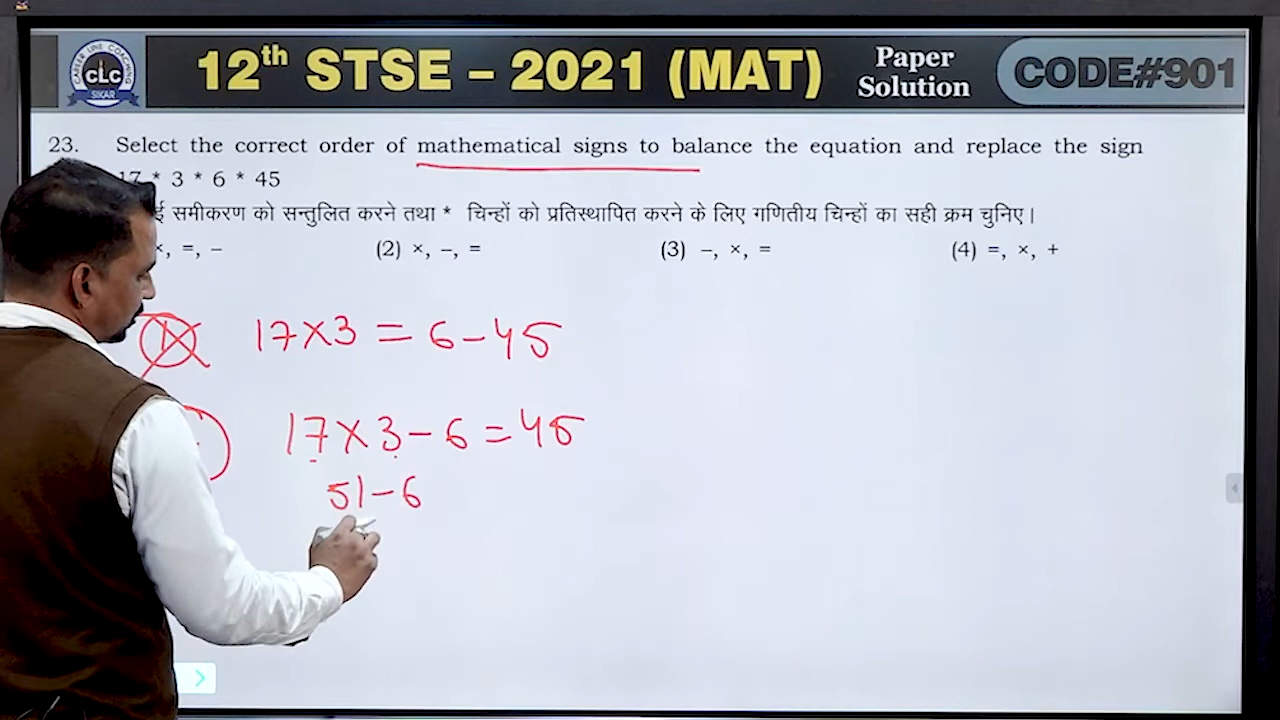 CAREER LINE COACHING
CLC
SIKAR
12th STSE – 2021 (MAT)
Paper
Solution
CODE#901
23. Select the correct order of mathematical signs to balance the equation and replace the sign
17 * 3 * 6 * 45
समीकरण को सन्तुलित करने तथा * चिन्हों को प्रतिस्थापित करने के लिए गणितीय चिन्हों का सही क्रम चुनिए।
×, =, – (2) ×, –, = (3) –, ×, = (4) =, ×, +
1 17×3 = 6-45
17×3-6=45
51-6